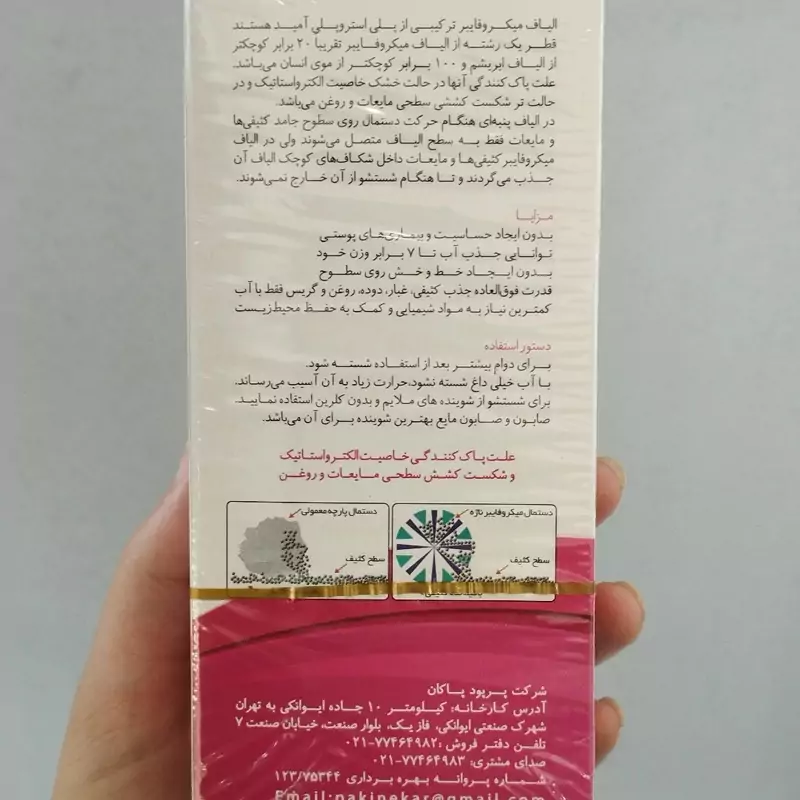 الیاف میکروفایبر ترکیبی از پلی استروپلی آمید هستند
قطر یک رشته از الیاف میکروفایبر تقریبا ۲۰ برابر کوچکتر
از الیاف ابریشم و ۱۰۰ برابر کوچکتر از موی انسان می‌باشد.
علت پاک کنندگی آنها در حالت خشک خاصیت الکترواستاتیک و در
حالت تر شکست کششی سطحی مایعات و روغن می‌باشد.
در الیاف پنبه‌ای هنگام حرکت دستمال روی سطوح جامد کثیفی‌ها
و مایعات فقط به سطح الیاف متصل می‌شوند ولی در الیاف
میکروفایبر کثیفی‌ها و مایعات داخل شکاف‌های کوچک الیاف آن
جذب می‌گردند و تا هنگام شستشو از آن خارج نمی‌شوند.
مزایا
بدون ایجاد حساسیت و بیماری‌های پوستی
توانایی جذب آب تا ۷ برابر وزن خود
بدون ایجاد خط و خش روی سطوح
قدرت فوق‌العاده جذب کثیفی، غبار، دوده، روغن و گریس فقط با آب
کمترین نیاز به مواد شیمیایی و کمک به حفظ محیط‌زیست
دستور استفاده
برای دوام بیشتر بعد از استفاده شسته شود.
با آب خیلی داغ شسته نشود،حرارت زیاد به آن آسیب می‌رساند.
برای شستشو از شوینده های ملایم و بدون کلرین استفاده نمایید.
صابون و صابون مایع بهترین شوینده برای آن می‌باشد.
علت پاک کنندگی خاصیت الکترواستاتیک
و شکست کشش سطحی مایعات و روغن
دستمال میکروفایبر تاژه
سطح کثیف
دستمال پارچه معمولی
سطح کثیف
شرکت پرپود پاکان
آدرس کارخانه: کیلومتر ۱۰ جاده ایوانکی به تهران
شهرک صنعتی ایوانکی، فاز یک، بلوار صنعت، خیابان صنعت ۷
تلفن دفتر فروش :۷۷۴۶۴۹۸۲-۰۲۱
صدای مشتری: ۷۷۴۶۴۹۸۳-۰۲۱
شماره پروانه بهره برداری ۱۲۳/۷۵۳۴۴
Email:pakinekar@gmail.com